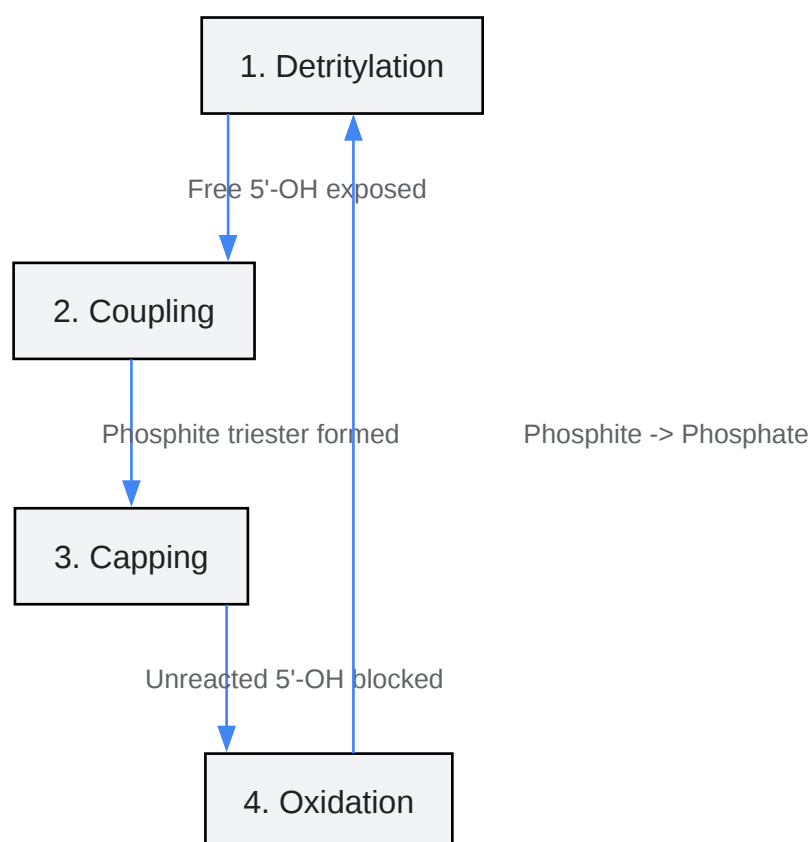 1. Detritylation
Free 5'-OH exposed
2. Coupling
Phosphite triester formed
Phosphite -> Phosphate
3. Capping
Unreacted 5'-OH blocked
4. Oxidation